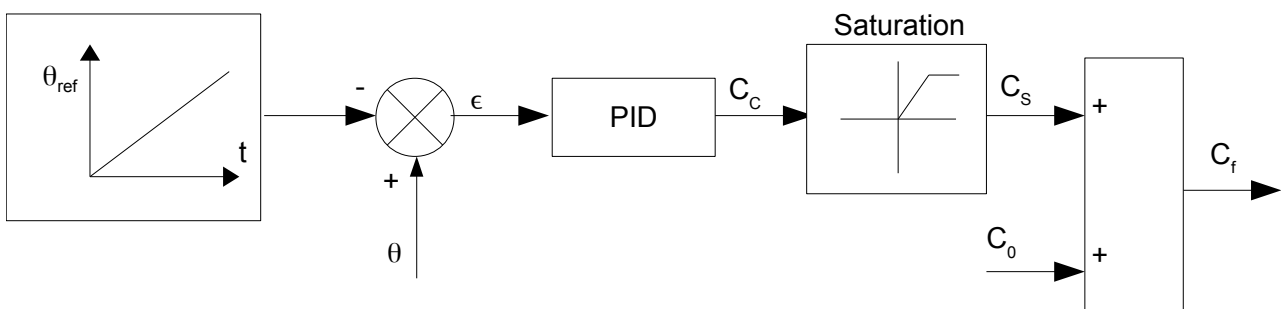 Saturation
θref
t
-
ϵ
PID
CC
CS
+
Cf
+
θ
C0
+